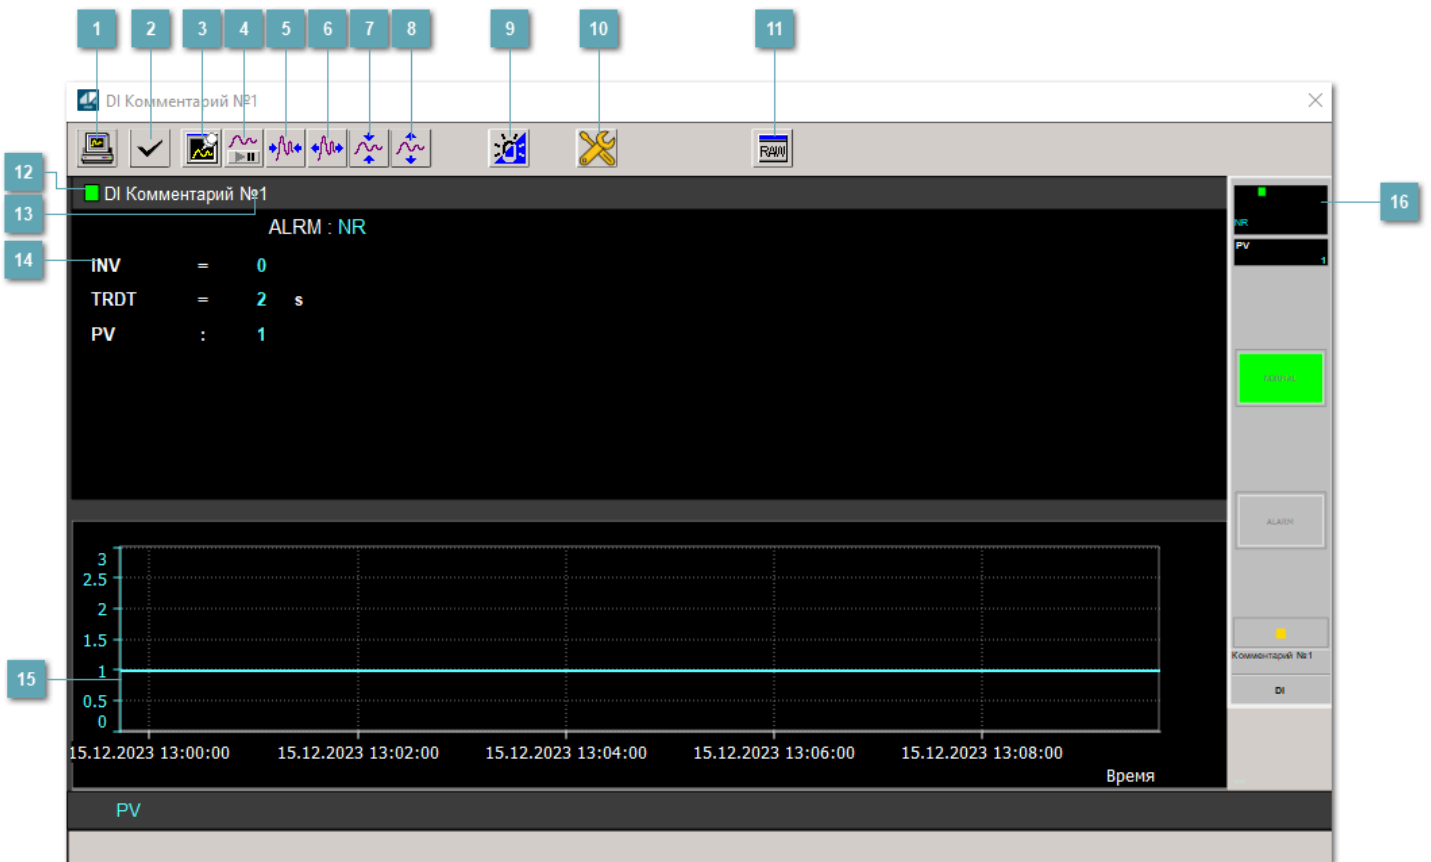 1 2 3 4 5 6 7 8 9 10 11
DI Комментарий №1
RAW
12
DI Комментарий №1
13
ALRM : NR
14
INV = 0
TRDT = 2 s
PV : 1
16
NR
PV
1
NORMAL
ALARM
Комментарий №1
DI
3
2.5
2
1.5
1
0.5
0
15
15.12.2023 13:00:00 15.12.2023 13:02:00 15.12.2023 13:04:00 15.12.2023 13:06:00 15.12.2023 13:08:00
Время
PV